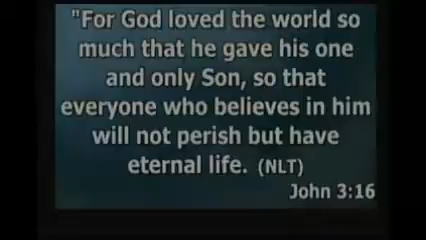 "For God loved the world so
much that he gave his one
and only Son, so that
everyone who believes in him
will not perish but have
eternal life. (NLT)
John 3:16